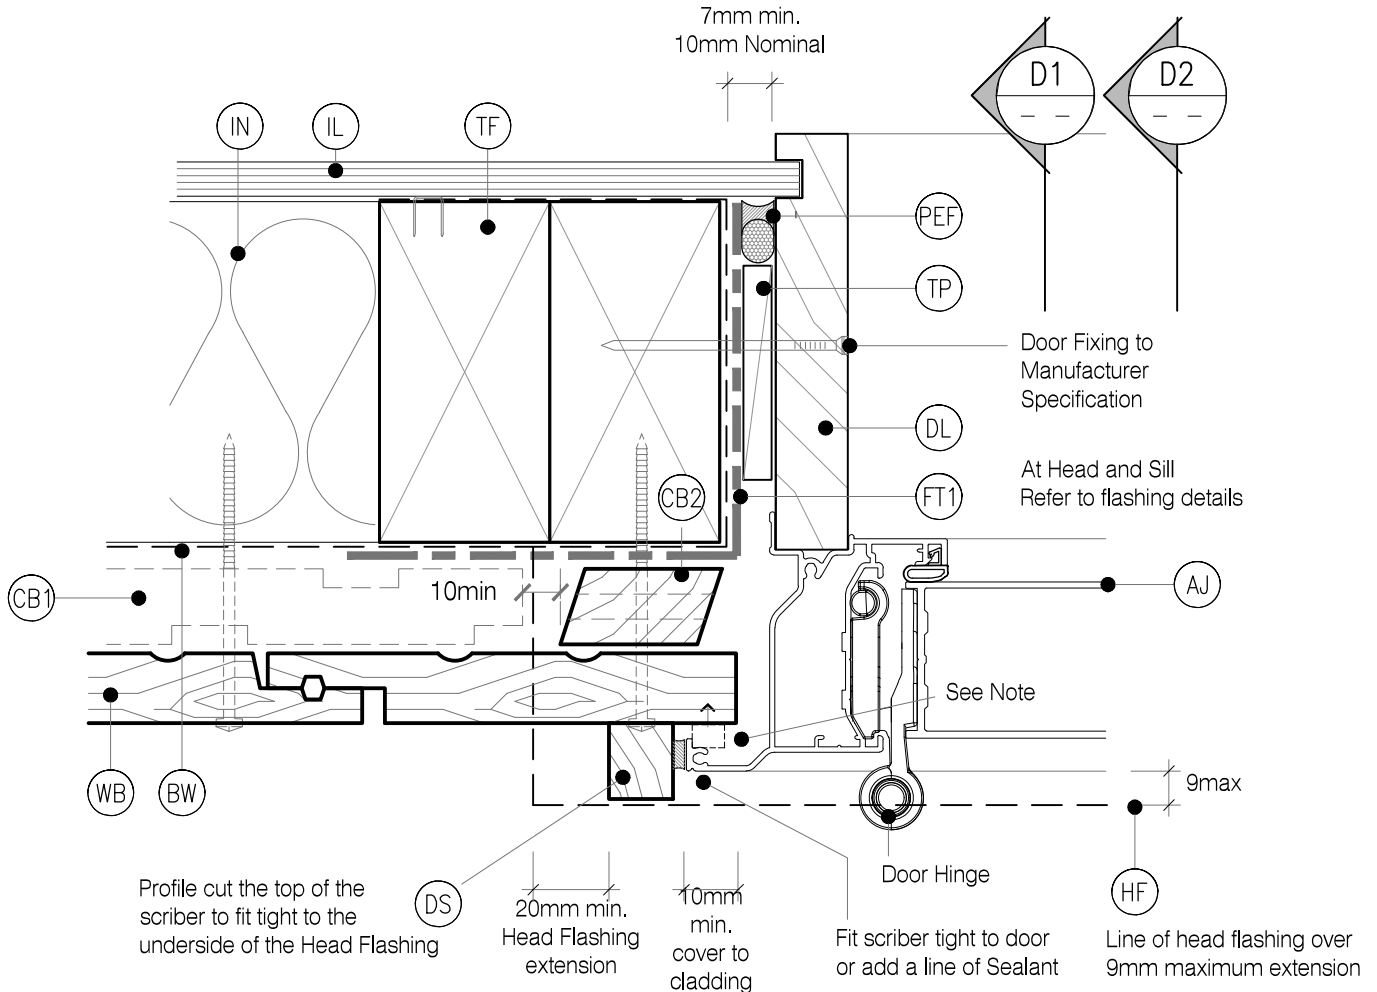 7mm min.
10mm Nominal
D1
D2
IN
IL
TF
PEF
TP
Door Fixing to
Manufacturer
Specification
DL
At Head and Sill
Refer to flashing details
CB2
FT1
10min
CB1
AJ
See Note
WB
BW
9max
Door Hinge
Profile cut the top of the
scriber to fit tight to the
underside of the Head Flashing
DS
20mm min.
Head Flashing
extension
10mm
min.
cover to
cladding
Fit scriber tight to door
or add a line of Sealant
HF
Line of head flashing over
9mm maximum extension